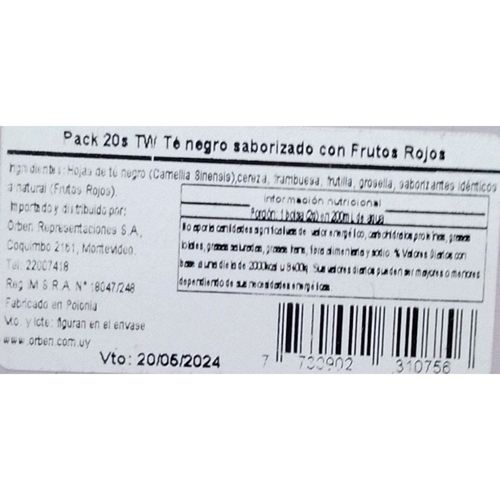 Pack 20s TW Té negro saborizado con Frutos Rojos
Ingredientes: Hojas de té negro (Camellia Sinensis),cereza, frambuesa, frutilla, grosella, saborizantes idénticos
a natural (Frutos Rojos).
Importado y distribuido por:
Orben Representaciones S.A,
Coquimbo 2161, Montevideo.
Tel: 22007418
Reg. IM S.R.A. N° 18047/248
Fabricado en Polonia
Vto. y lote: figuran en el envase
www.orben.com.uy
Información nutricional
Porción: 1 bolsa (2g) en 200mL de agua
No aporta cantidades significativas de valor energético, carbohidratos, proteínas, grasas
totales, grasas saturadas, grasas trans, fibra alimentaria y sodio. % Valores Diarios con
base a una dieta de 2000kcal u 8400kj. Sus valores diarios pueden ser mayores o menores
dependiendo de sus necesidades energéticas.
Vto: 20/05/2024
7 730902 310756